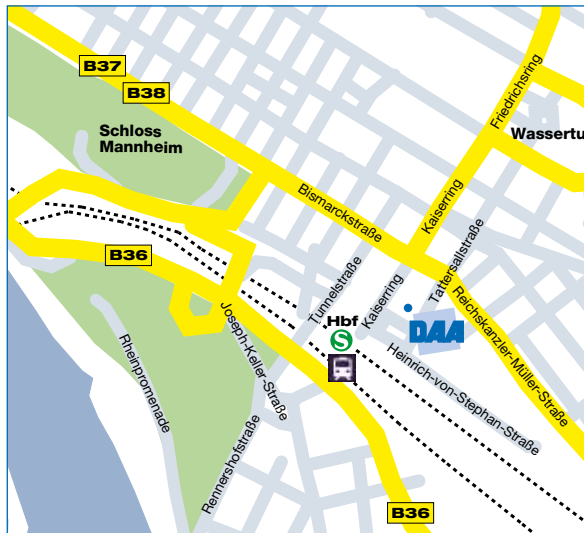 B37
B38
Schloss
Mannheim
Friedrichsring
Wassertu
Bismarckstraße
Kaiserring
B36
Tunnelstraße
Kaiserring
Tattersallstraße
Reichskanzler-Müller-Straße
Hbf
S
DAA
Joseph-Keller-Straße
Rheinpromenade
Heinrich-von-Stephan-Straße
Rennershofstraße
B36